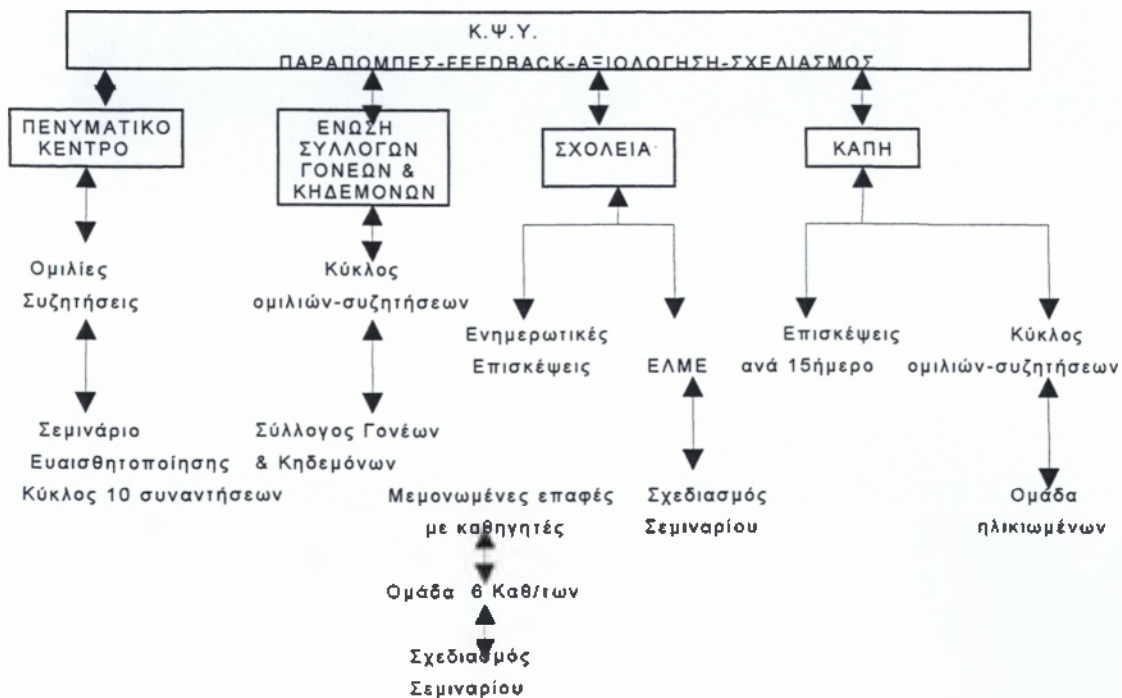 Κ.Ψ.Υ.
ΠΑΡΑΠΟΜΠΕΣ-FEEDBACK-ΑΞΙΟΛΟΓΗΣΗ-ΣΧΕΔΙΑΣΜΟΣ
ΠΕΝΥΜΑΤΙΚΟ
ΚΕΝΤΡΟ
ΕΝΩΣΗ
ΣΥΛΛΟΓΩΝ
ΓΟΝΕΩΝ &
ΚΗΔΕΜΟΝΩΝ
ΣΧΟΛΕΙΑ
ΚΑΠΗ
Ομιλίες
Συζητήσεις
Κύκλος
ομιλιών-συζητήσεων
Ενημερωτικές
Επισκέψεις
ΕΛΜΕ
Επισκέψεις
ανά 15ήμερο
Κύκλος
ομιλιών-συζητήσεων
Σεμινάριο
Ευαισθητοποίησης
Κύκλος 10 συναντήσεων
Σύλλογος Γονέων
& Κηδεμόνων
Μεμονωμένες επαφές
με καθηγητές
Σχεδιασμός
Σεμιναρίου
Ομάδα
ηλικιωμένων
Ομάδα 6 Καθ/των
Σχεδιασμός
Σεμιναρίου